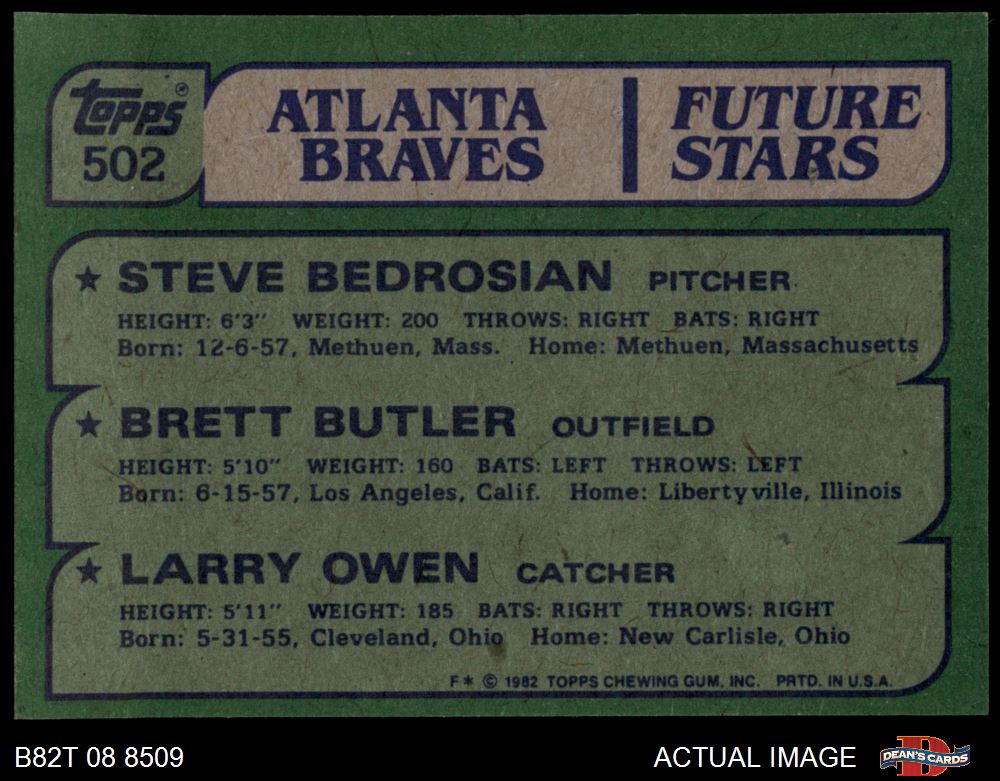 topps®
502
ATLANTA BRAVES
FUTURE STARS
★ STEVE BEDROSIAN PITCHER
HEIGHT: 6'3" WEIGHT: 200 THROWS: RIGHT BATS: RIGHT
Born: 12-6-57, Methuen, Mass. Home: Methuen, Massachusetts
★ BRETT BUTLER OUTFIELD
HEIGHT: 5'10" WEIGHT: 160 BATS: LEFT THROWS: LEFT
Born: 6-15-57, Los Angeles, Calif. Home: Libertyville, Illinois
★ LARRY OWEN CATCHER
HEIGHT: 5'11" WEIGHT: 185 BATS: RIGHT THROWS: RIGHT
Born: 5-31-55, Cleveland, Ohio Home: New Carlisle, Ohio
F* © 1982 TOPPS CHEWING GUM, INC. PRTD. IN U.S.A.
B82T 08 8509
ACTUAL IMAGE
D
DEAN'S CARDS